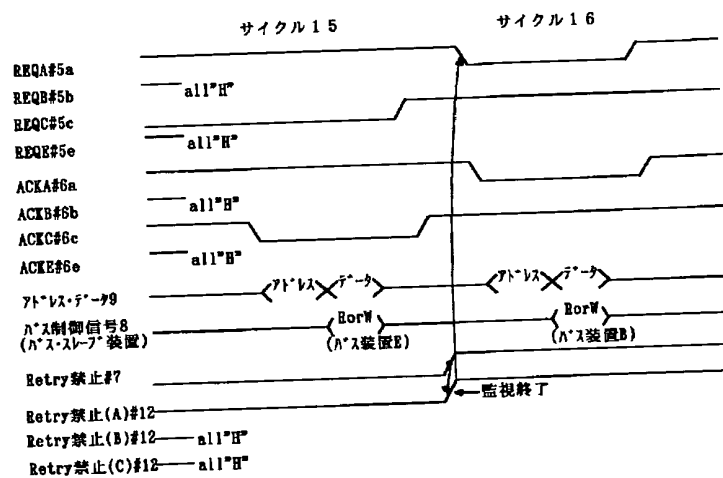 サイクル15 サイクル16
REQA#5a
REQB#5b all"H"
REQC#5c
REQE#5e all"H"
ACKA#6a
ACKB#6b all"H"
ACKC#6c
ACKE#6e all"H"
アドレス・データ9 アドレス データ アドレス データ
バス制御信号8 RorW RorW
(バス・スレーブ装置) (バス装置E) (バス装置B)
Retry禁止#7
監視終了
Retry禁止(A)#12
Retry禁止(B)#12 all"H"
Retry禁止(C)#12 all"H"